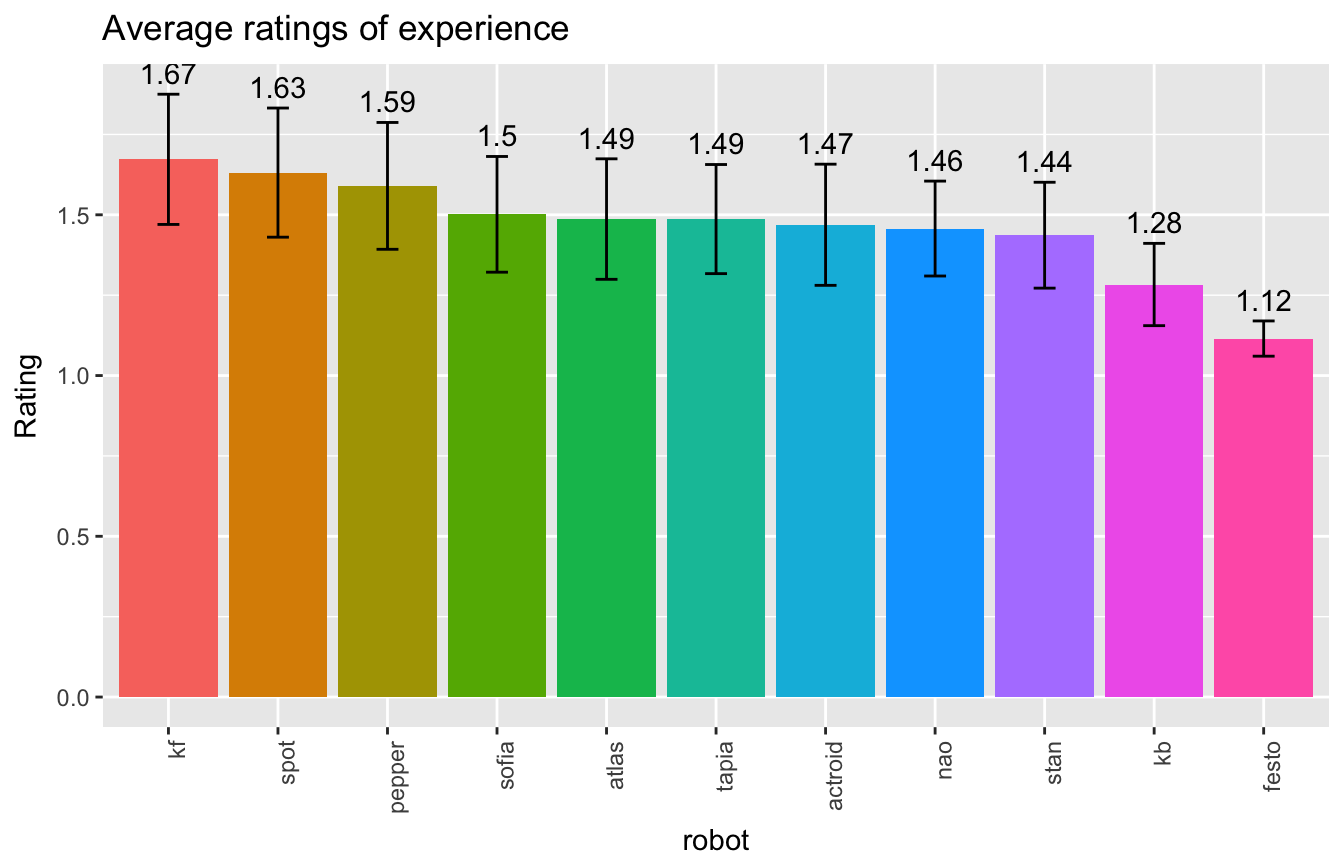 Average ratings of experience
1.67
1.63
1.59
1.5
1.49
1.49
1.47
1.46
1.44
1.28
1.12
1.5
1.0
0.5
0.0
Rating
kf
spot
pepper
sofia
atlas
tapia
actroid
nao
stan
kb
festo
robot